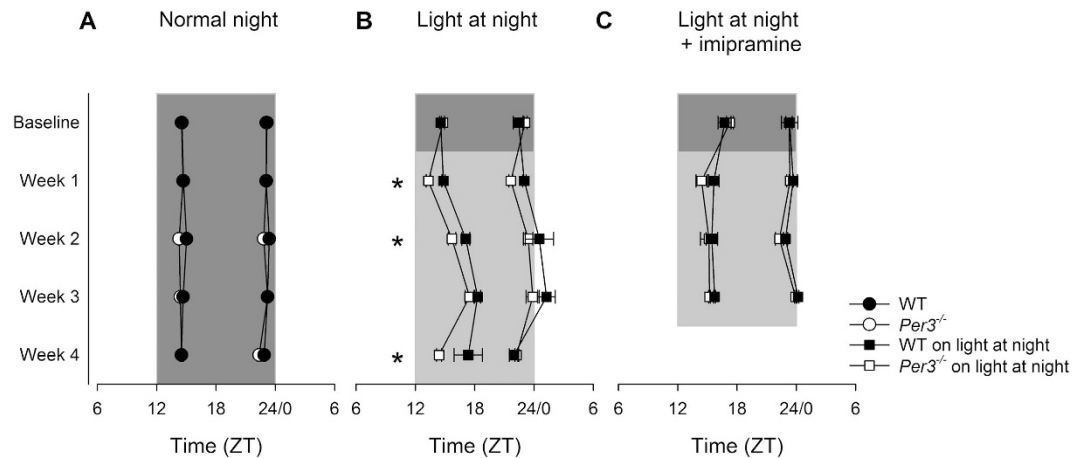 A Normal night
B Light at night
C Light at night
+ imipramine
Baseline
Week 1
*
Week 2
*
Week 3
Week 4
*
WT
Per3-/-
WT on light at night
Per3-/- on light at night
6 12 18 24/0 6
12 18 24/0 6
12 18 24/0 6
Time (ZT)
Time (ZT)
Time (ZT)